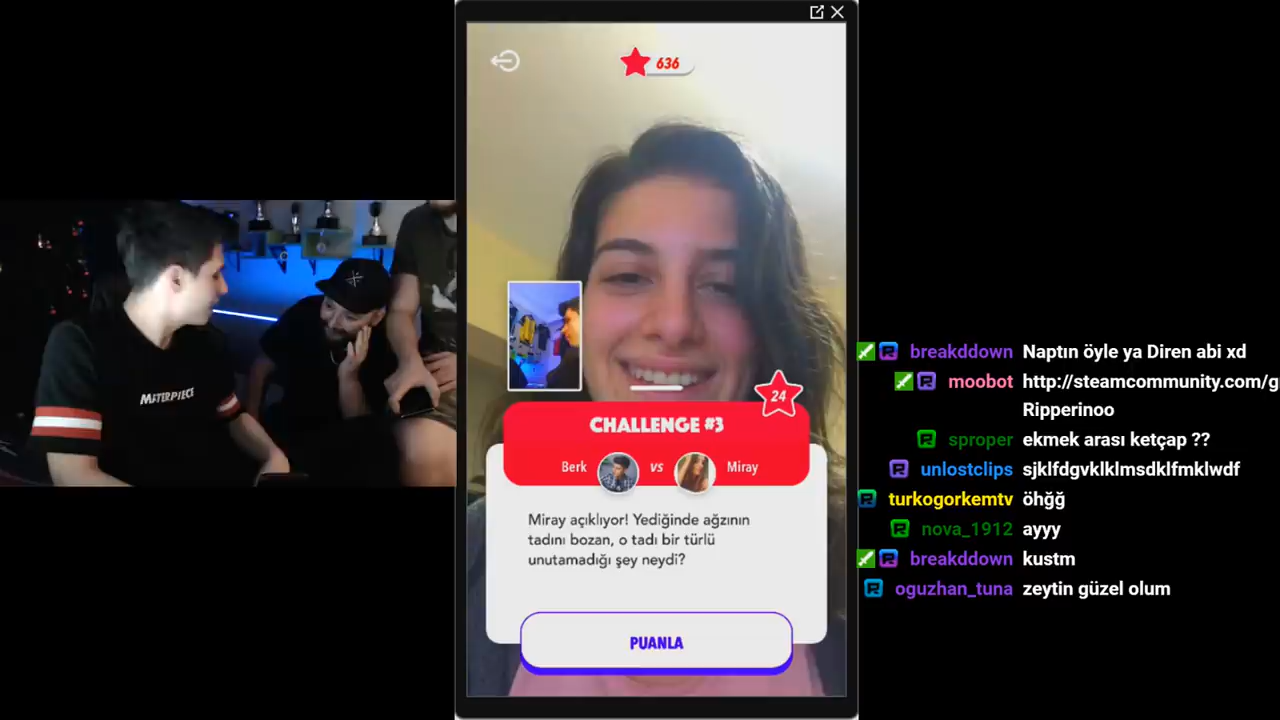 636
MASTERPIECE
24
CHALLENGE #3
Berk vs Miray
Miray açıklıyor! Yediğinde ağzının
tadını bozan, o tadı bir türlü
unutamadığı şey neydi?
PUANLA
breakddown Naptın öyle ya Diren abi xd
moobot http://steamcommunity.com/g
Ripperinoo
sproper ekmek arası ketçap ??
unlostclips sjklfdgvklklmsdklfmklwdf
turkogorkemtv öhğğ
nova_1912 ayyy
breakddown kustm
oguzhan_tuna zeytin güzel olum